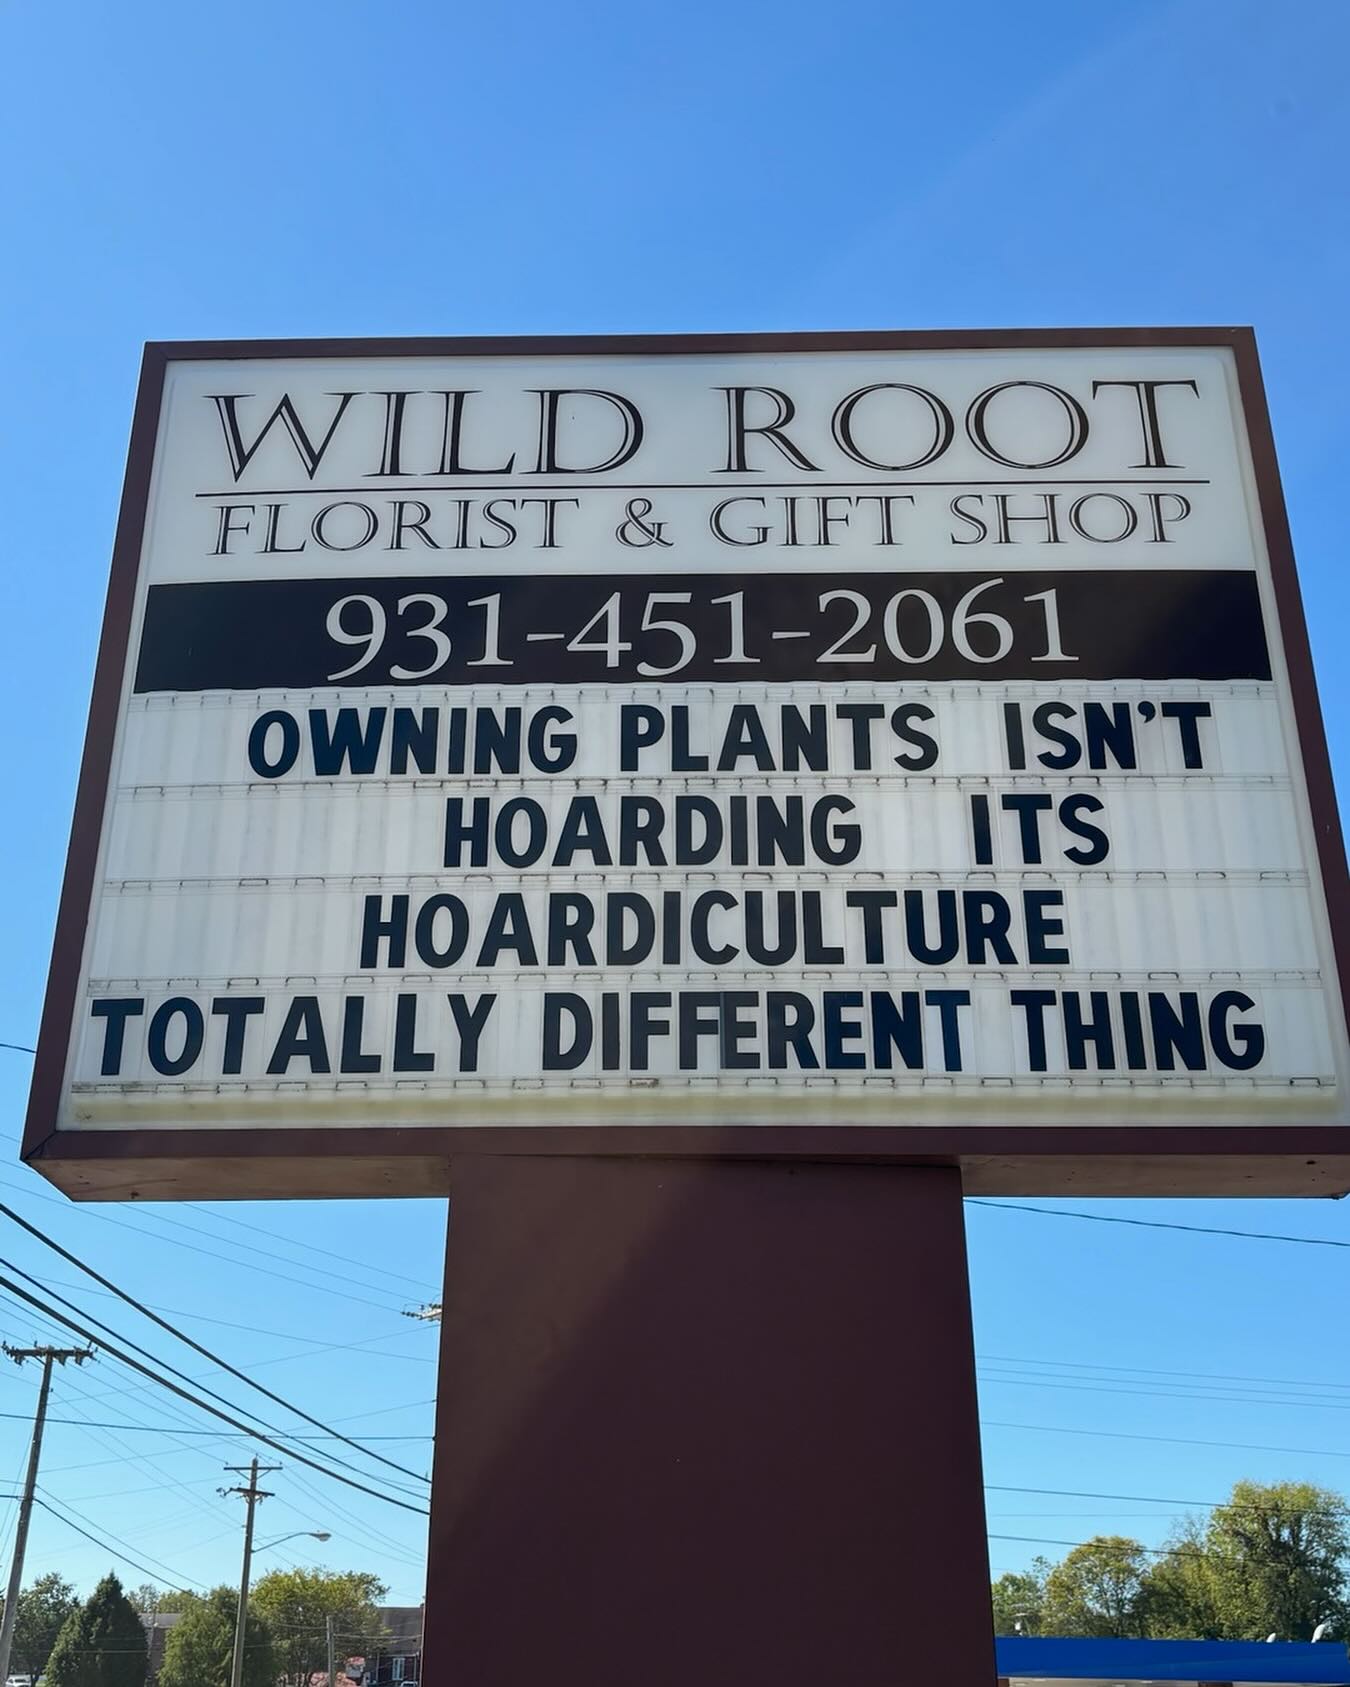 WILD ROOT
FLORIST & GIFT SHOP
931-451-2061
OWNING PLANTS ISN'T
HOARDING ITS
HOARDICULTURE
TOTALLY DIFFERENT THING